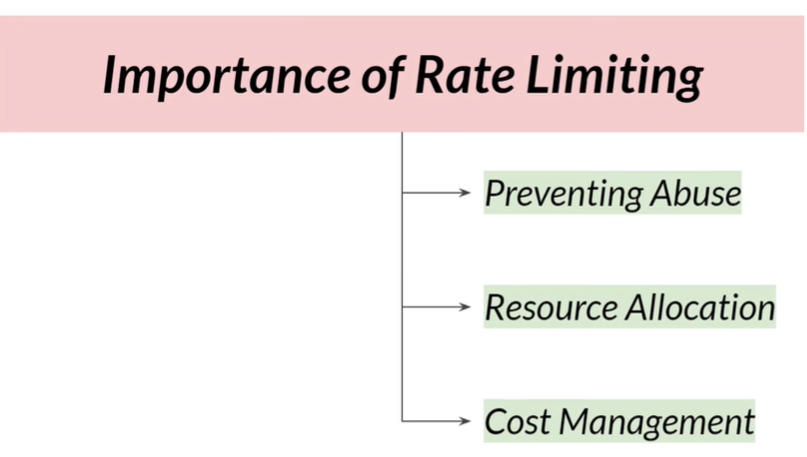 Importance of Rate Limiting
Preventing Abuse
Resource Allocation
Cost Management